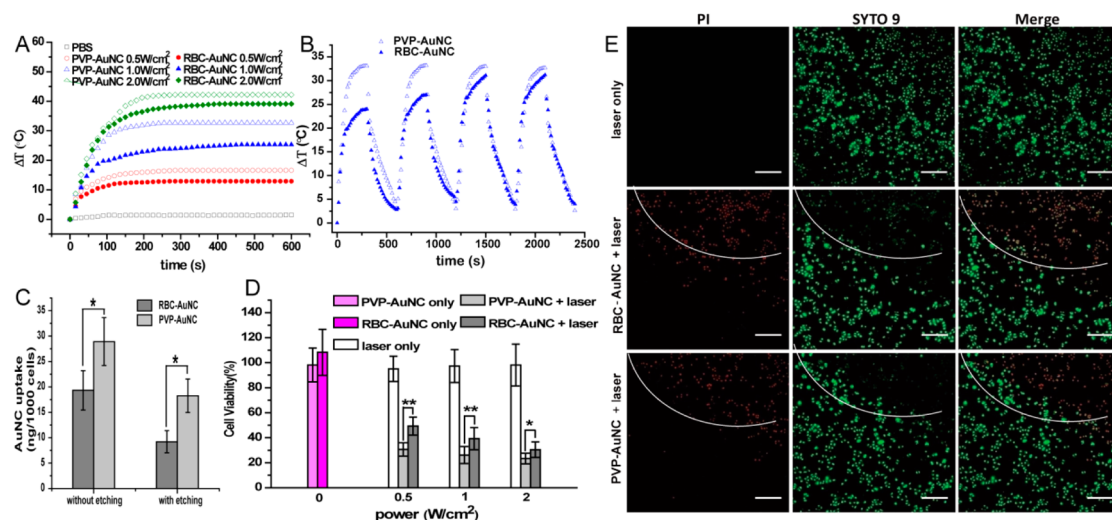 A
PBS
PVP-AuNC 0.5W/cm² RBC-AuNC 0.5W/cm²
PVP-AuNC 1.0W/cm² RBC-AuNC 1.0W/cm²
PVP-AuNC 2.0W/cm² RBC-AuNC 2.0W/cm²
ΔT (°C)
60
50
40
30
20
10
0
0 100 200 300 400 500 600
time (s)
B
PVP-AuNC
RBC-AuNC
ΔT (°C)
35
30
25
20
15
10
5
0
0 500 1000 1500 2000 2500
time (s)
C
RBC-AuNC
PVP-AuNC
AuNC uptake
(ng/1000 cells)
35
30
25
20
15
10
5
0
* *
without etching with etching
D
PVP-AuNC only PVP-AuNC + laser
RBC-AuNC only RBC-AuNC + laser
laser only
Cell Viability(%)
160
140
120
100
80
60
40
20
0
** ** *
0 0.5 1 2
power (W/cm²)
E
PI SYTO 9 Merge
laser only
RBC-AuNC + laser
PVP-AuNC + laser